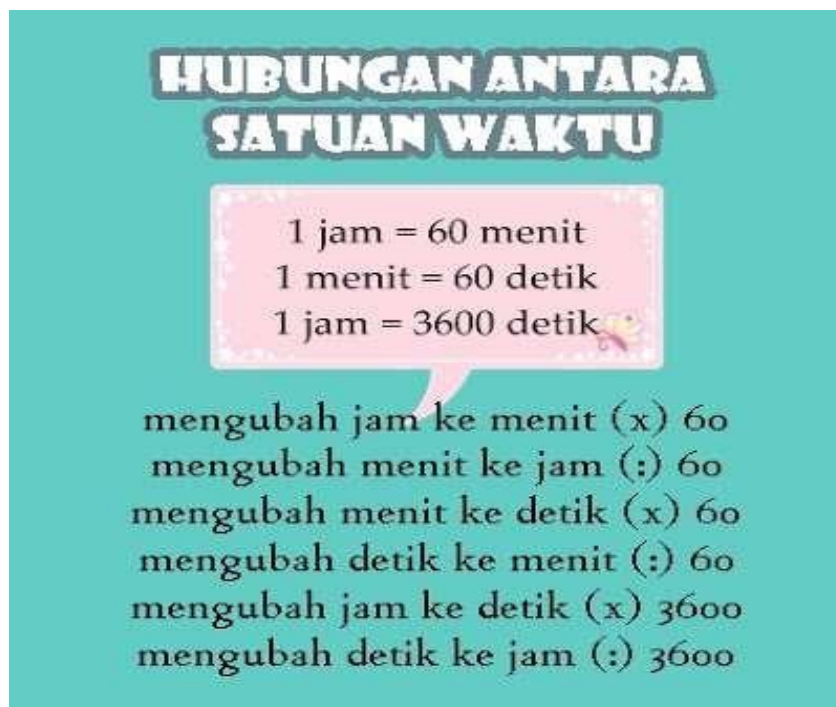 HUBUNGAN ANTARA
SATUAN WAKTU
1 jam = 60 menit
1 menit = 60 detik
1 jam = 3600 detik
mengubah jam ke menit (x) 60
mengubah menit ke jam (:) 60
mengubah menit ke detik (x) 60
mengubah detik ke menit (:) 60
mengubah jam ke detik (x) 3600
mengubah detik ke jam (:) 3600